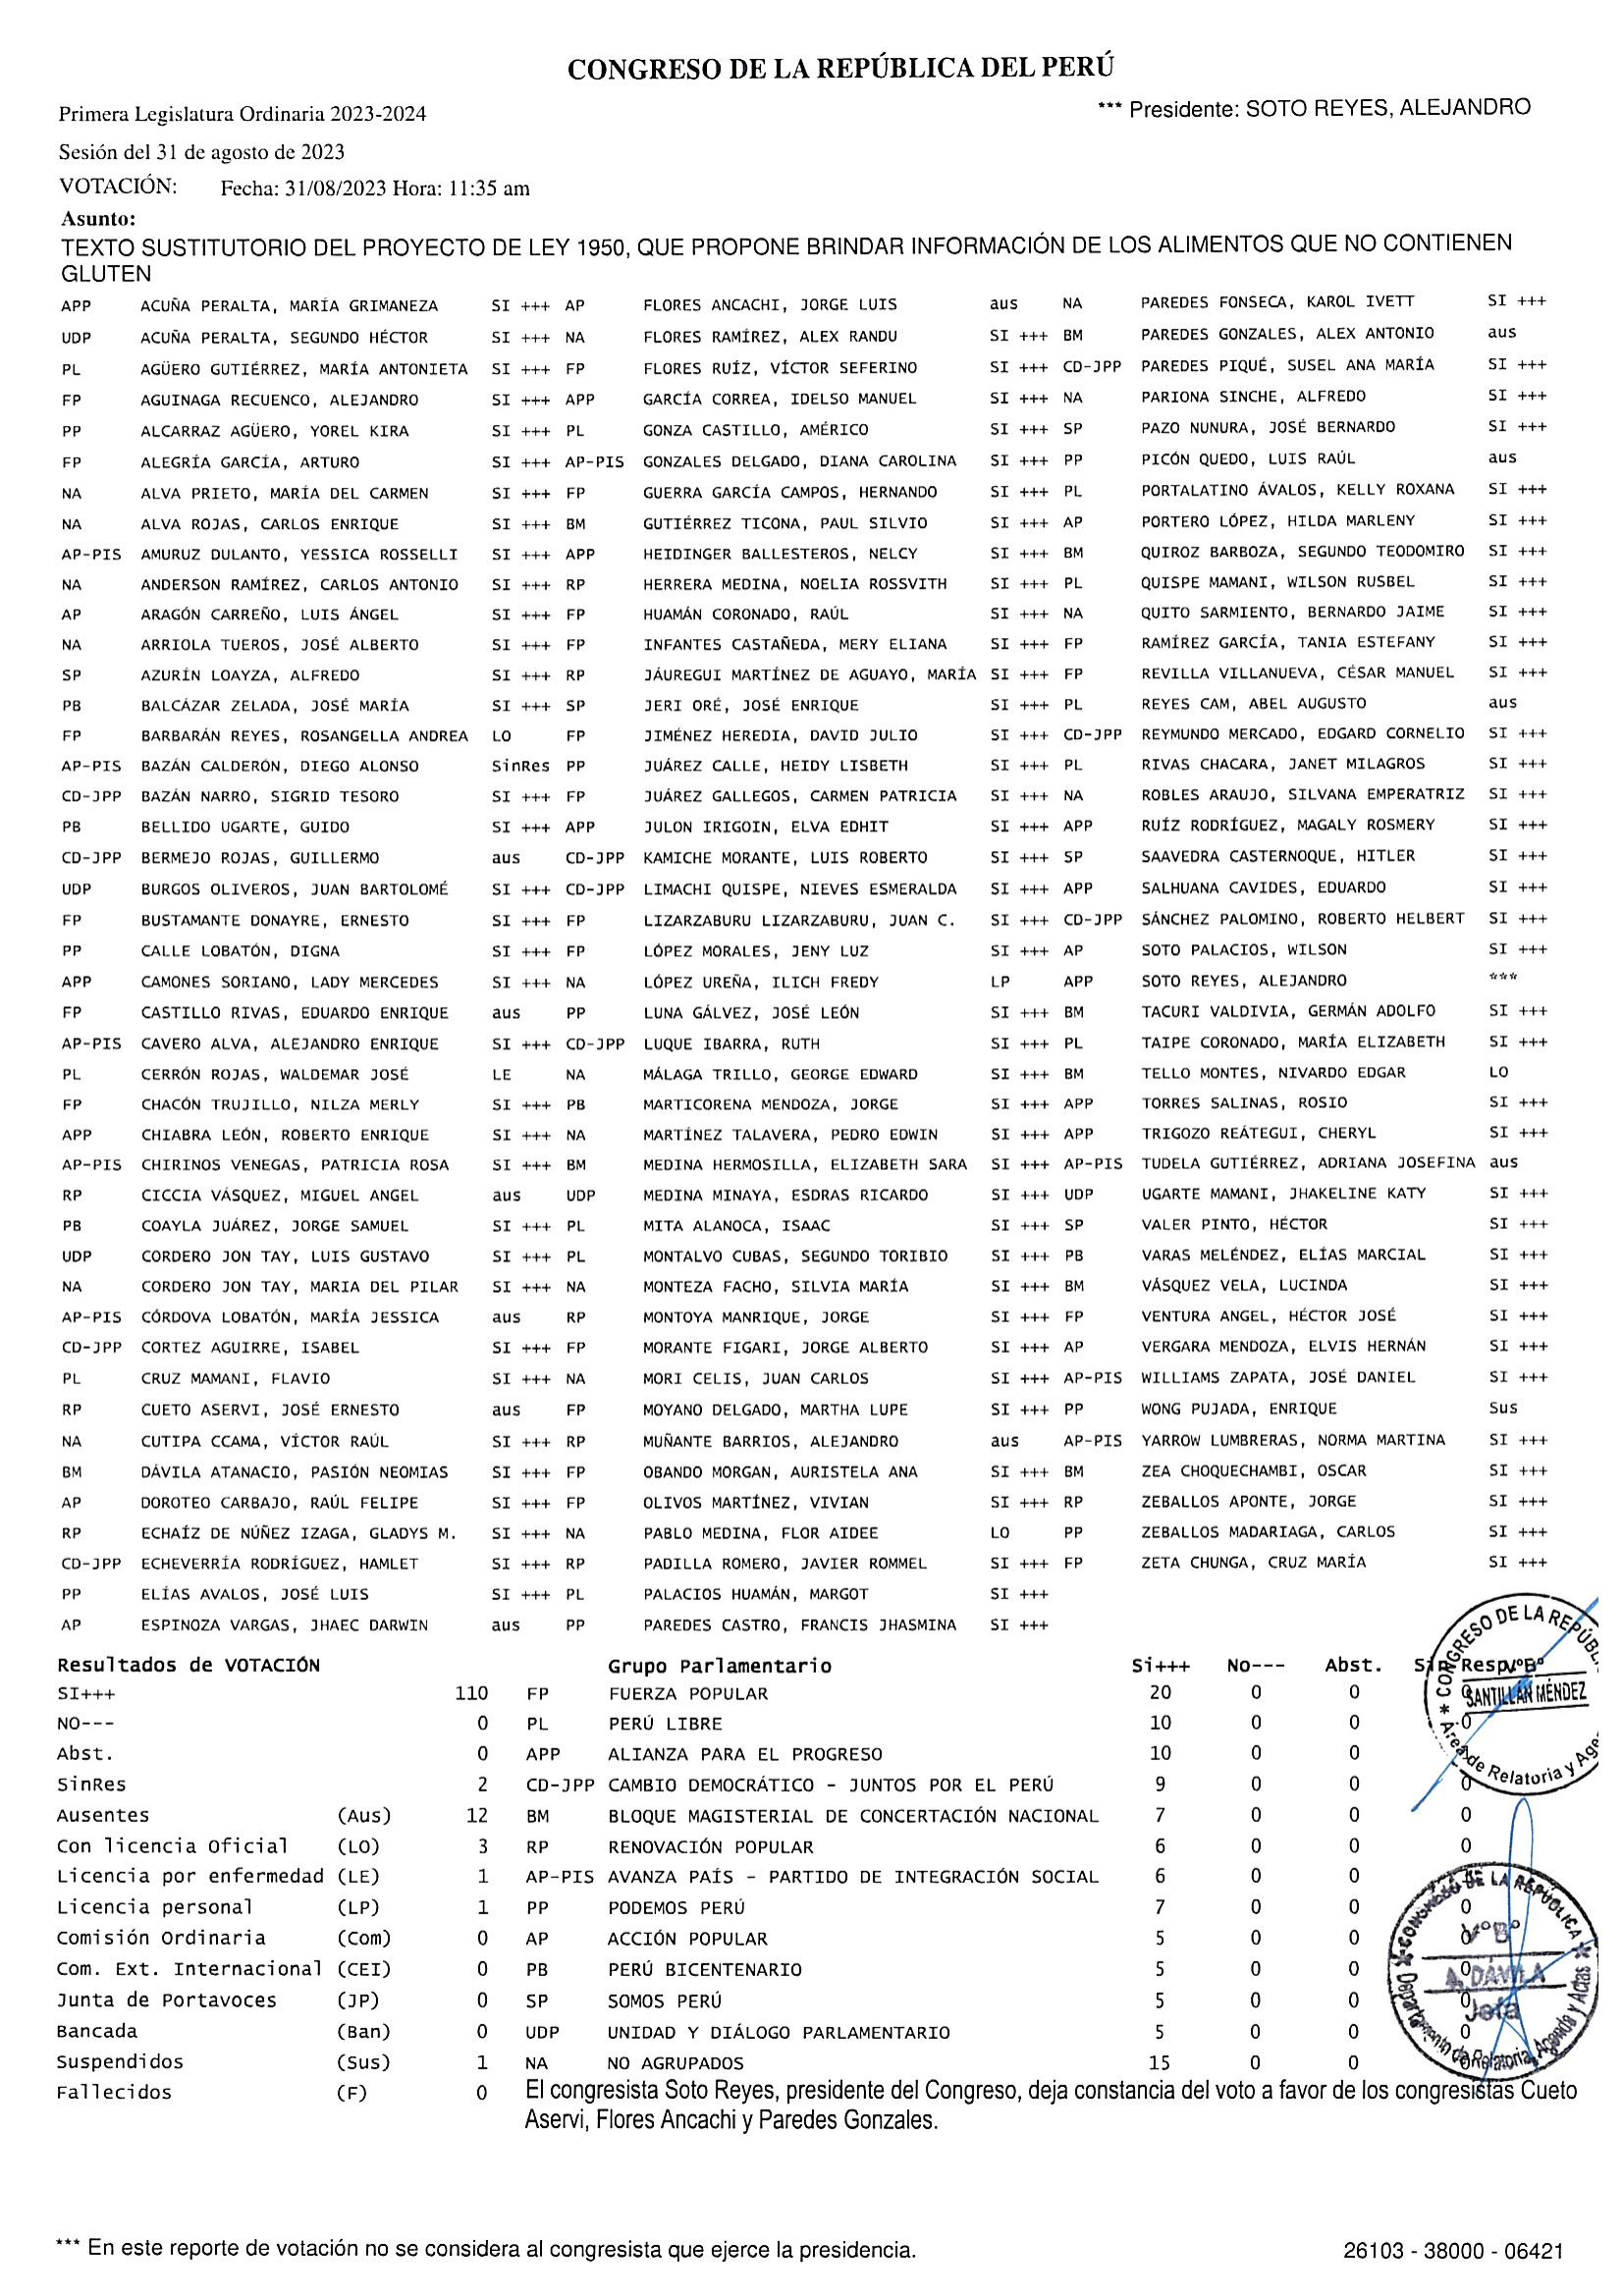 CONGRESO DE LA REPÚBLICA DEL PERÚ
Primera Legislatura Ordinaria 2023-2024
*** Presidente: SOTO REYES, ALEJANDRO
Sesión del 31 de agosto de 2023
VOTACIÓN: Fecha: 31/08/2023 Hora: 11:35 am
Asunto:
TEXTO SUSTITUTORIO DEL PROYECTO DE LEY 1950, QUE PROPONE BRINDAR INFORMACIÓN DE LOS ALIMENTOS QUE NO CONTIENEN
GLUTEN
APP ACUÑA PERALTA, MARÍA GRIMANEZA SI +++ AP FLORES ANCACHI, JORGE LUIS aus NA PAREDES FONSECA, KAROL IVETT SI +++
UDP ACUÑA PERALTA, SEGUNDO HÉCTOR SI +++ NA FLORES RAMÍREZ, ALEX RANDU SI +++ BM PAREDES GONZALES, ALEX ANTONIO aus
PL AGÜERO GUTIÉRREZ, MARÍA ANTONIETA SI +++ FP FLORES RUÍZ, VÍCTOR SEFERINO SI +++ CD-JPP PAREDES PIQUÉ, SUSEL ANA MARÍA SI +++
FP AGUINAGA RECUENCO, ALEJANDRO SI +++ APP GARCÍA CORREA, IDELSO MANUEL SI +++ NA PARIONA SINCHE, ALFREDO SI +++
PP ALCARRAZ AGÜERO, YOREL KIRA SI +++ PL GONZA CASTILLO, AMÉRICO SI +++ SP PAZO NUNURA, JOSÉ BERNARDO SI +++
FP ALEGRÍA GARCÍA, ARTURO SI +++ AP-PIS GONZALES DELGADO, DIANA CAROLINA SI +++ PP PICÓN QUEDO, LUIS RAÚL aus
NA ALVA PRIETO, MARÍA DEL CARMEN SI +++ FP GUERRA GARCÍA CAMPOS, HERNANDO SI +++ PL PORTALATINO ÁVALOS, KELLY ROXANA SI +++
NA ALVA ROJAS, CARLOS ENRIQUE SI +++ BM GUTIÉRREZ TICONA, PAUL SILVIO SI +++ AP PORTERO LÓPEZ, HILDA MARLENY SI +++
AP-PIS AMURUZ DULANTO, YESSICA ROSSELLI SI +++ APP HEIDINGER BALLESTEROS, NELCY SI +++ BM QUIROZ BARBOZA, SEGUNDO TEODOMIRO SI +++
NA ANDERSON RAMÍREZ, CARLOS ANTONIO SI +++ RP HERRERA MEDINA, NOELIA ROSSVITH SI +++ PL QUISPE MAMANI, WILSON RUSBEL SI +++
AP ARAGÓN CARREÑO, LUIS ÁNGEL SI +++ FP HUAMÁN CORONADO, RAÚL SI +++ NA QUITO SARMIENTO, BERNARDO JAIME SI +++
NA ARRIOLA TUEROS, JOSÉ ALBERTO SI +++ FP INFANTES CASTAÑEDA, MERY ELIANA SI +++ FP RAMÍREZ GARCÍA, TANIA ESTEFANY SI +++
SP AZURÍN LOAYZA, ALFREDO SI +++ RP JÁUREGUI MARTÍNEZ DE AGUAYO, MARÍA SI +++ FP REVILLA VILLANUEVA, CÉSAR MANUEL SI +++
PB BALCÁZAR ZELADA, JOSÉ MARÍA SI +++ SP JERI ORÉ, JOSÉ ENRIQUE SI +++ PL REYES CAM, ABEL AUGUSTO aus
FP BARBARÁN REYES, ROSANGELLA ANDREA LO FP JIMÉNEZ HEREDIA, DAVID JULIO SI +++ CD-JPP REYMUNDO MERCADO, EDGARD CORNELIO SI +++
AP-PIS BAZÁN CALDERÓN, DIEGO ALONSO SinRes PP JUÁREZ CALLE, HEIDY LISBETH SI +++ PL RIVAS CHACARA, JANET MILAGROS SI +++
CD-JPP BAZÁN NARRO, SIGRID TESORO SI +++ FP JUÁREZ GALLEGOS, CARMEN PATRICIA SI +++ NA ROBLES ARAUJO, SILVANA EMPERATRIZ SI +++
PB BELLIDO UGARTE, GUIDO SI +++ APP JULON IRIGOIN, ELVA EDHIT SI +++ APP RUÍZ RODRÍGUEZ, MAGALY ROSMERY SI +++
CD-JPP BERMEJO ROJAS, GUILLERMO aus CD-JPP KAMICHE MORANTE, LUIS ROBERTO SI +++ SP SAAVEDRA CASTERNOQUE, HITLER SI +++
UDP BURGOS OLIVEROS, JUAN BARTOLOMÉ SI +++ CD-JPP LIMACHI QUISPE, NIEVES ESMERALDA SI +++ APP SALHUANA CAVIDES, EDUARDO SI +++
FP BUSTAMANTE DONAYRE, ERNESTO SI +++ FP LIZARZABURU LIZARZABURU, JUAN C. SI +++ CD-JPP SÁNCHEZ PALOMINO, ROBERTO HELBERT SI +++
PP CALLE LOBATÓN, DIGNA SI +++ FP LÓPEZ MORALES, JENY LUZ SI +++ AP SOTO PALACIOS, WILSON SI +++
APP CAMONES SORIANO, LADY MERCEDES SI +++ NA LÓPEZ UREÑA, ILICH FREDY LP APP SOTO REYES, ALEJANDRO ***
FP CASTILLO RIVAS, EDUARDO ENRIQUE aus PP LUNA GÁLVEZ, JOSÉ LEÓN SI +++ BM TACURI VALDIVIA, GERMÁN ADOLFO SI +++
AP-PIS CAVERO ALVA, ALEJANDRO ENRIQUE SI +++ CD-JPP LUQUE IBARRA, RUTH SI +++ PL TAIPE CORONADO, MARÍA ELIZABETH SI +++
PL CERRÓN ROJAS, WALDEMAR JOSÉ LE NA MÁLAGA TRILLO, GEORGE EDWARD SI +++ BM TELLO MONTES, NIVARDO EDGAR LO
FP CHACÓN TRUJILLO, NILZA MERLY SI +++ PB MARTICORENA MENDOZA, JORGE SI +++ APP TORRES SALINAS, ROSIO SI +++
APP CHIABRA LEÓN, ROBERTO ENRIQUE SI +++ NA MARTÍNEZ TALAVERA, PEDRO EDWIN SI +++ APP TRIGOZO REÁTEGUI, CHERYL SI +++
AP-PIS CHIRINOS VENEGAS, PATRICIA ROSA SI +++ BM MEDINA HERMOSILLA, ELIZABETH SARA SI +++ AP-PIS TUDELA GUTIÉRREZ, ADRIANA JOSEFINA aus
RP CICCIA VÁSQUEZ, MIGUEL ANGEL aus UDP MEDINA MINAYA, ESDRAS RICARDO SI +++ UDP UGARTE MAMANI, JHAKELINE KATY SI +++
PB COAYLA JUÁREZ, JORGE SAMUEL SI +++ PL MITA ALANOCA, ISAAC SI +++ SP VALER PINTO, HÉCTOR SI +++
UDP CORDERO JON TAY, LUIS GUSTAVO SI +++ PL MONTALVO CUBAS, SEGUNDO TORIBIO SI +++ PB VARAS MELÉNDEZ, ELÍAS MARCIAL SI +++
NA CORDERO JON TAY, MARIA DEL PILAR SI +++ NA MONTEZA FACHO, SILVIA MARÍA SI +++ BM VÁSQUEZ VELA, LUCINDA SI +++
AP-PIS CÓRDOVA LOBATÓN, MARÍA JESSICA aus RP MONTOYA MANRIQUE, JORGE SI +++ FP VENTURA ANGEL, HÉCTOR JOSÉ SI +++
CD-JPP CORTEZ AGUIRRE, ISABEL SI +++ FP MORANTE FIGARI, JORGE ALBERTO SI +++ AP VERGARA MENDOZA, ELVIS HERNÁN SI +++
PL CRUZ MAMANI, FLAVIO SI +++ NA MORI CELIS, JUAN CARLOS SI +++ AP-PIS WILLIAMS ZAPATA, JOSÉ DANIEL SI +++
RP CUETO ASERVI, JOSÉ ERNESTO aus FP MOYANO DELGADO, MARTHA LUPE SI +++ PP WONG PUJADA, ENRIQUE Sus
NA CUTIPA CCAMA, VÍCTOR RAÚL SI +++ RP MUÑANTE BARRIOS, ALEJANDRO aus AP-PIS YARROW LUMBRERAS, NORMA MARTINA SI +++
BM DÁVILA ATANACIO, PASIÓN NEOMIAS SI +++ FP OBANDO MORGAN, AURISTELA ANA SI +++ BM ZEA CHOQUECHAMBI, OSCAR SI +++
AP DOROTEO CARBAJO, RAÚL FELIPE SI +++ FP OLIVOS MARTÍNEZ, VIVIAN SI +++ RP ZEBALLOS APONTE, JORGE SI +++
RP ECHAÍZ DE NÚÑEZ IZAGA, GLADYS M. SI +++ NA PABLO MEDINA, FLOR AIDEE LO PP ZEBALLOS MADARIAGA, CARLOS SI +++
CD-JPP ECHEVERRÍA RODRÍGUEZ, HAMLET SI +++ RP PADILLA ROMERO, JAVIER ROMMEL SI +++ FP ZETA CHUNGA, CRUZ MARÍA SI +++
PP ELÍAS AVALOS, JOSÉ LUIS SI +++ PL PALACIOS HUAMÁN, MARGOT SI +++
AP ESPINOZA VARGAS, JHAEC DARWIN aus PP PAREDES CASTRO, FRANCIS JHASMINA SI +++
Resultados de VOTACIÓN Grupo Parlamentario Si+++ No--- Abst. Sin Resp.
SI+++ 110 FP FUERZA POPULAR 20 0 0 0
NO--- 0 PL PERÚ LIBRE 10 0 0 0
Abst. 0 APP ALIANZA PARA EL PROGRESO 10 0 0
SinRes 2 CD-JPP CAMBIO DEMOCRÁTICO - JUNTOS POR EL PERÚ 9 0 0 0
Ausentes (Aus) 12 BM BLOQUE MAGISTERIAL DE CONCERTACIÓN NACIONAL 7 0 0 0
Con licencia Oficial (LO) 3 RP RENOVACIÓN POPULAR 6 0 0 0
Licencia por enfermedad (LE) 1 AP-PIS AVANZA PAÍS - PARTIDO DE INTEGRACIÓN SOCIAL 6 0 0
Licencia personal (LP) 1 PP PODEMOS PERÚ 7 0 0 0
Comisión Ordinaria (Com) 0 AP ACCIÓN POPULAR 5 0 0 0
Com. Ext. Internacional (CEI) 0 PB PERÚ BICENTENARIO 5 0 0 0
Junta de Portavoces (JP) 0 SP SOMOS PERÚ 5 0 0 0
Bancada (Ban) 0 UDP UNIDAD Y DIÁLOGO PARLAMENTARIO 5 0 0 0
Suspendidos (Sus) 1 NA NO AGRUPADOS 15 0 0
Fallecidos (F) 0
El congresista Soto Reyes, presidente del Congreso, deja constancia del voto a favor de los congresistas Cueto
Aservi, Flores Ancachi y Paredes Gonzales.
CONGRESO DE LA
V°B°
SANTILLÁN MÉNDEZ
Area de Relatoria y
CONGRESO DE LA REPÚBLICA
V°B°
A. DÁVILA
Jefa
Departamento de Relatoria, Agenda y Actas
*** En este reporte de votación no se considera al congresista que ejerce la presidencia.
26103 - 38000 - 06421